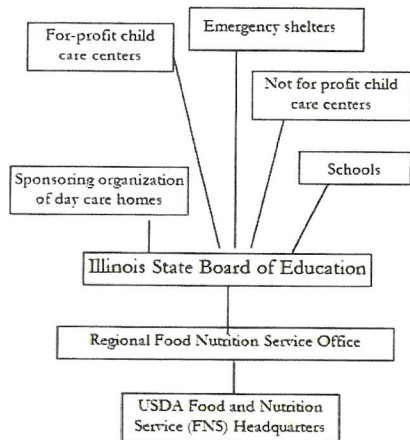 Emergency shelters
For-profit child
care centers
Not for profit child
care centers
Schools
Sponsoring organization
of day care homes
Illinois State Board of Education
Regional Food Nutrition Service Office
USDA Food and Nutrition
Service (FNS) Headquarters